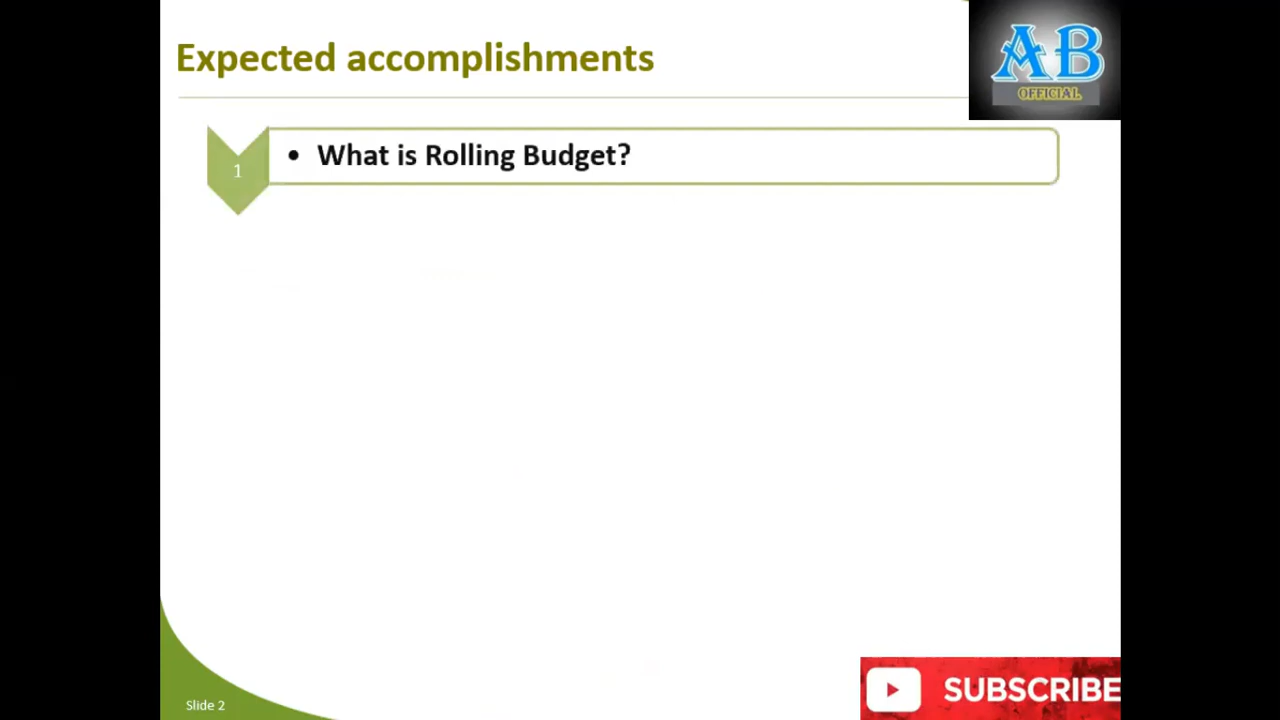 Expected accomplishments
AB
OFFICIAL
1
• What is Rolling Budget?
Slide 2
SUBSCRIBE